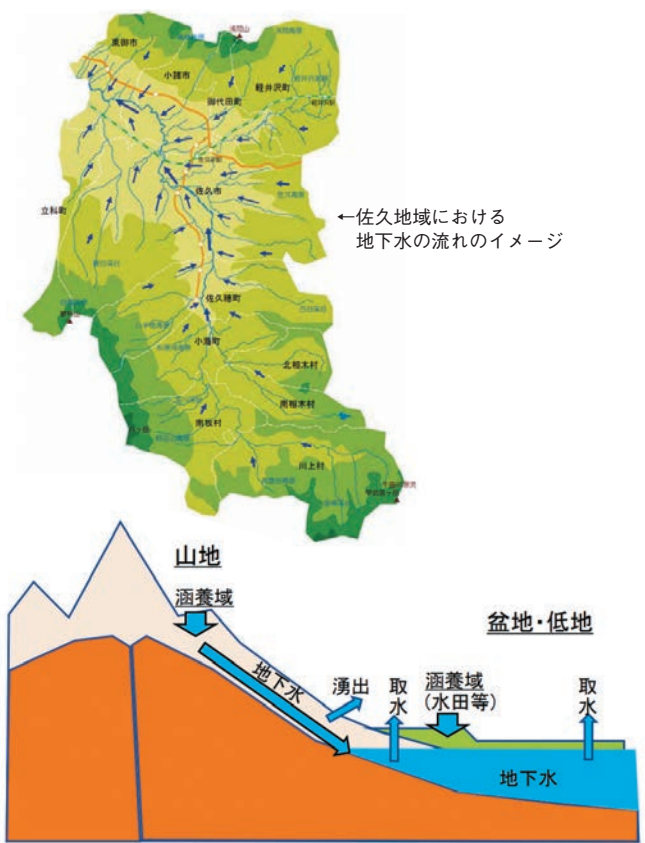 浅間山
東御市
小諸市
軽井沢町
御代田町
佐久市
立科町
←佐久地域における
地下水の流れのイメージ
佐久穂町
小海町
北相木村
南相木村
南牧村
川上村
山地
涵養域
盆地・低地
地下水
湧出
取水
涵養域
(水田等)
取水
地下水